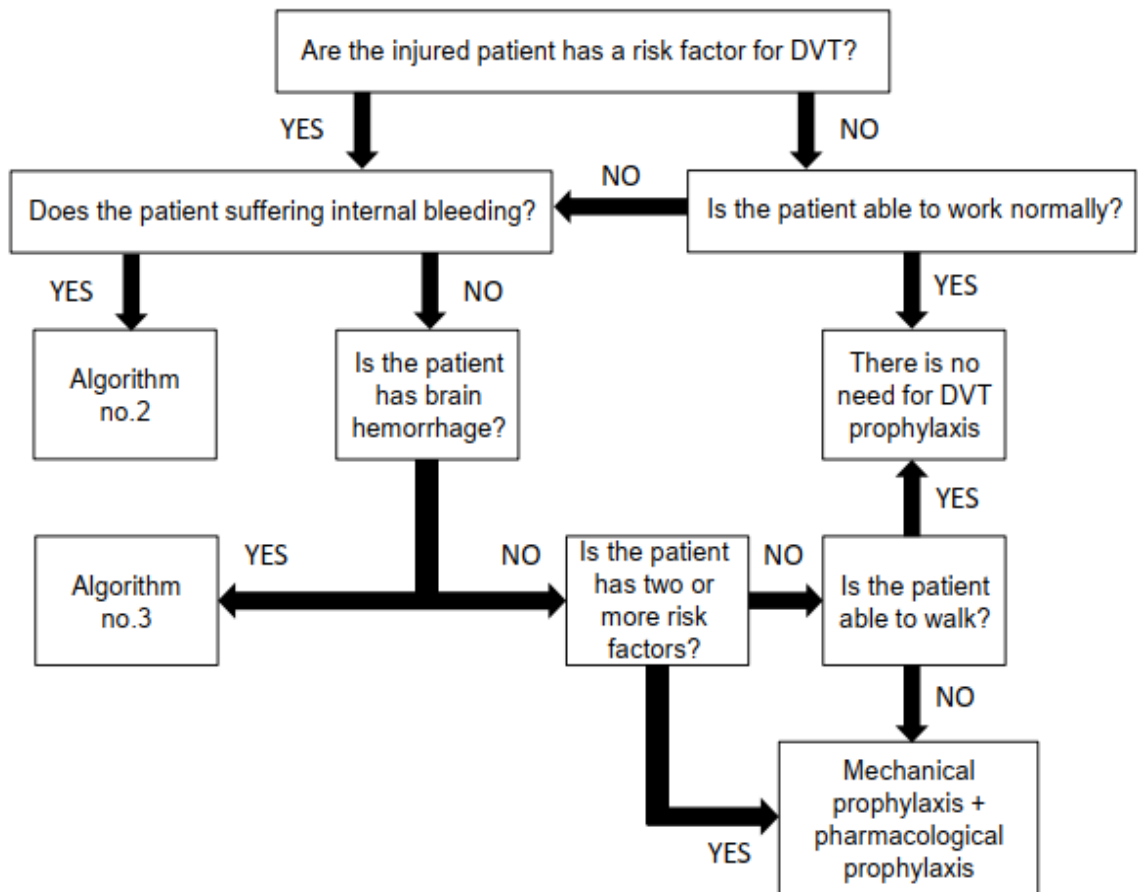 Are the injured patient has a risk factor for DVT?
YES
NO
NO
Does the patient suffering internal bleeding?
Is the patient able to work normally?
YES
NO
YES
Algorithm
no.2
Is the patient
has brain
hemorrhage?
There is no
need for DVT
prophylaxis
YES
YES
NO
NO
Algorithm
no.3
Is the patient
has two or
more risk
factors?
Is the patient
able to walk?
NO
YES
Mechanical
prophylaxis +
pharmacological
prophylaxis